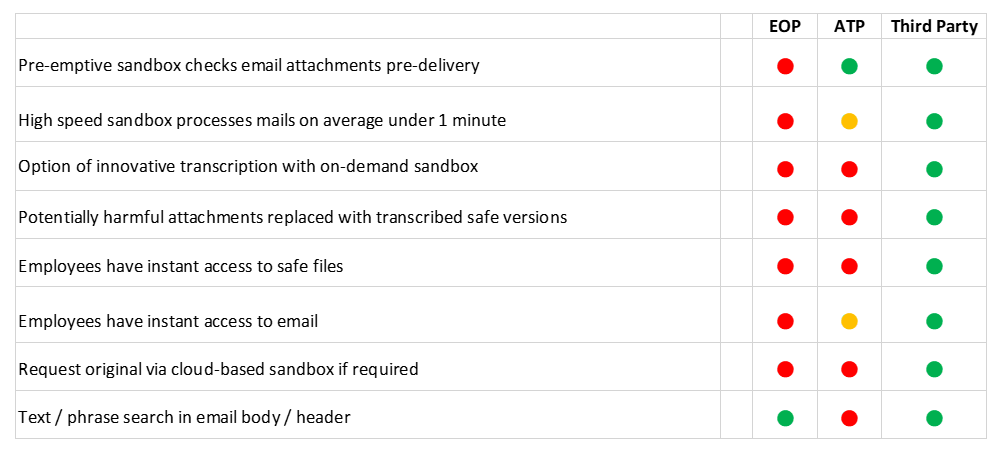 EOP ATP Third Party
Pre-emptive sandbox checks email attachments pre-delivery
High speed sandbox processes mails on average under 1 minute
Option of innovative transcription with on-demand sandbox
Potentially harmful attachments replaced with transcribed safe versions
Employees have instant access to safe files
Employees have instant access to email
Request original via cloud-based sandbox if required
Text / phrase search in email body / header